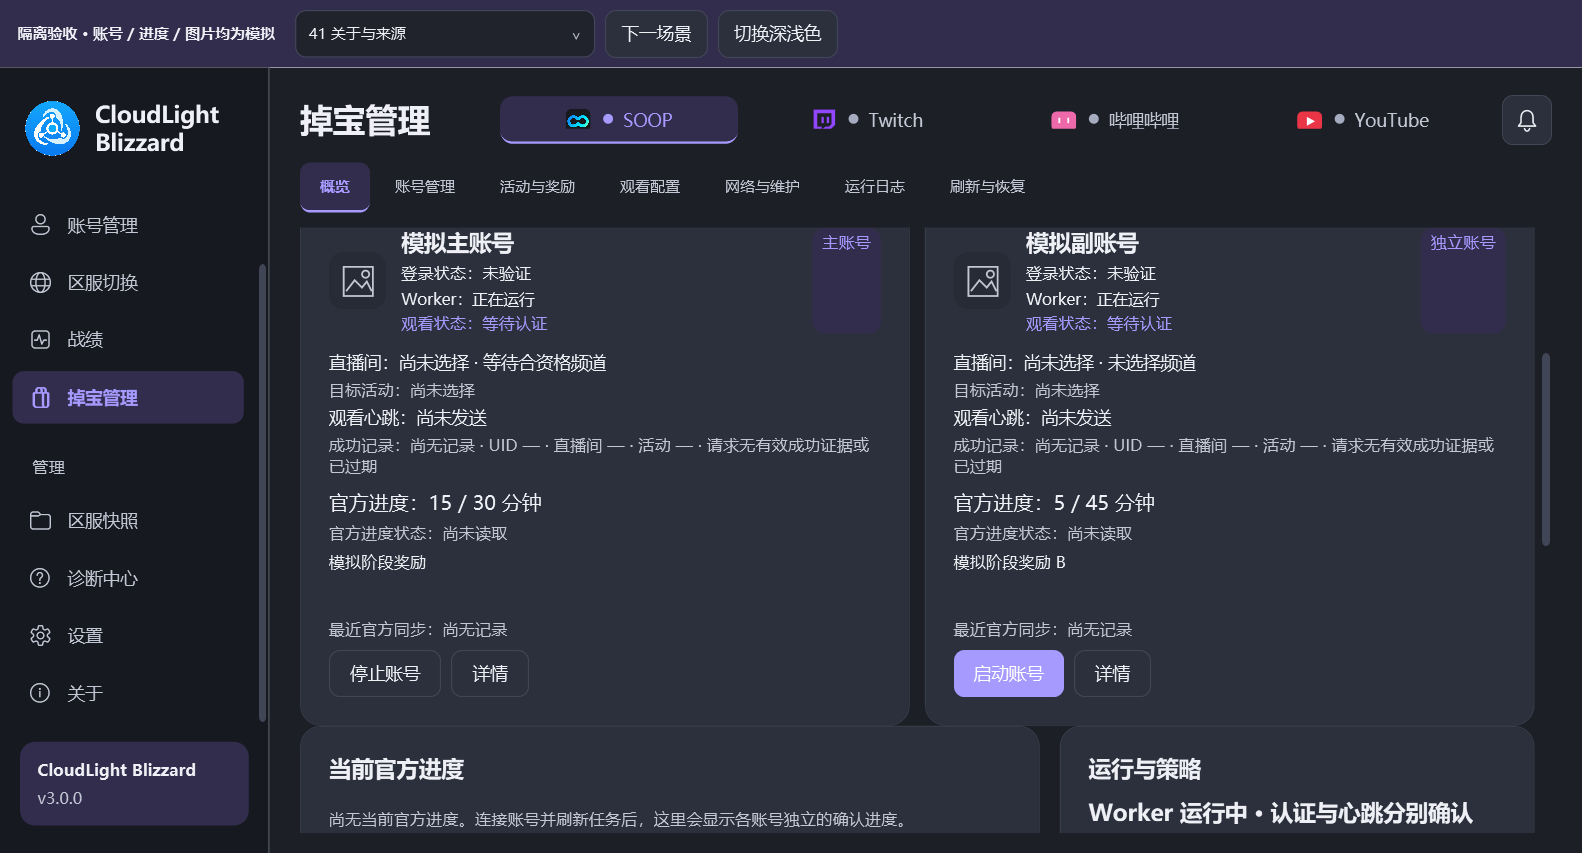 隔离验收 • 账号 / 进度 / 图片均为模拟
41 关于与来源
下一场景
切换深浅色
CloudLight
Blizzard
掉宝管理
SOOP
Twitch
哔哩哔哩
YouTube
概览
账号管理
活动与奖励
观看配置
网络与维护
运行日志
刷新与恢复
账号管理
区服切换
战绩
掉宝管理
管理
区服快照
诊断中心
设置
关于
CloudLight Blizzard
v3.0.0
模拟主账号
主账号
登录状态：未验证
Worker：正在运行
观看状态：等待认证
直播间：尚未选择 · 等待合资格频道
目标活动：尚未选择
观看心跳：尚未发送
成功记录：尚无记录 · UID — · 直播间 — · 活动 — · 请求无有效成功证据或
已过期
官方进度：15 / 30 分钟
官方进度状态：尚未读取
模拟阶段奖励
最近官方同步：尚无记录
停止账号
详情
模拟副账号
独立账号
登录状态：未验证
Worker：正在运行
观看状态：等待认证
直播间：尚未选择 · 未选择频道
目标活动：尚未选择
观看心跳：尚未发送
成功记录：尚无记录 · UID — · 直播间 — · 活动 — · 请求无有效成功证据或
已过期
官方进度：5 / 45 分钟
官方进度状态：尚未读取
模拟阶段奖励 B
最近官方同步：尚无记录
启动账号
详情
当前官方进度
尚无当前官方进度。连接账号并刷新任务后，这里会显示各账号独立的确认进度。
运行与策略
Worker 运行中 • 认证与心跳分别确认